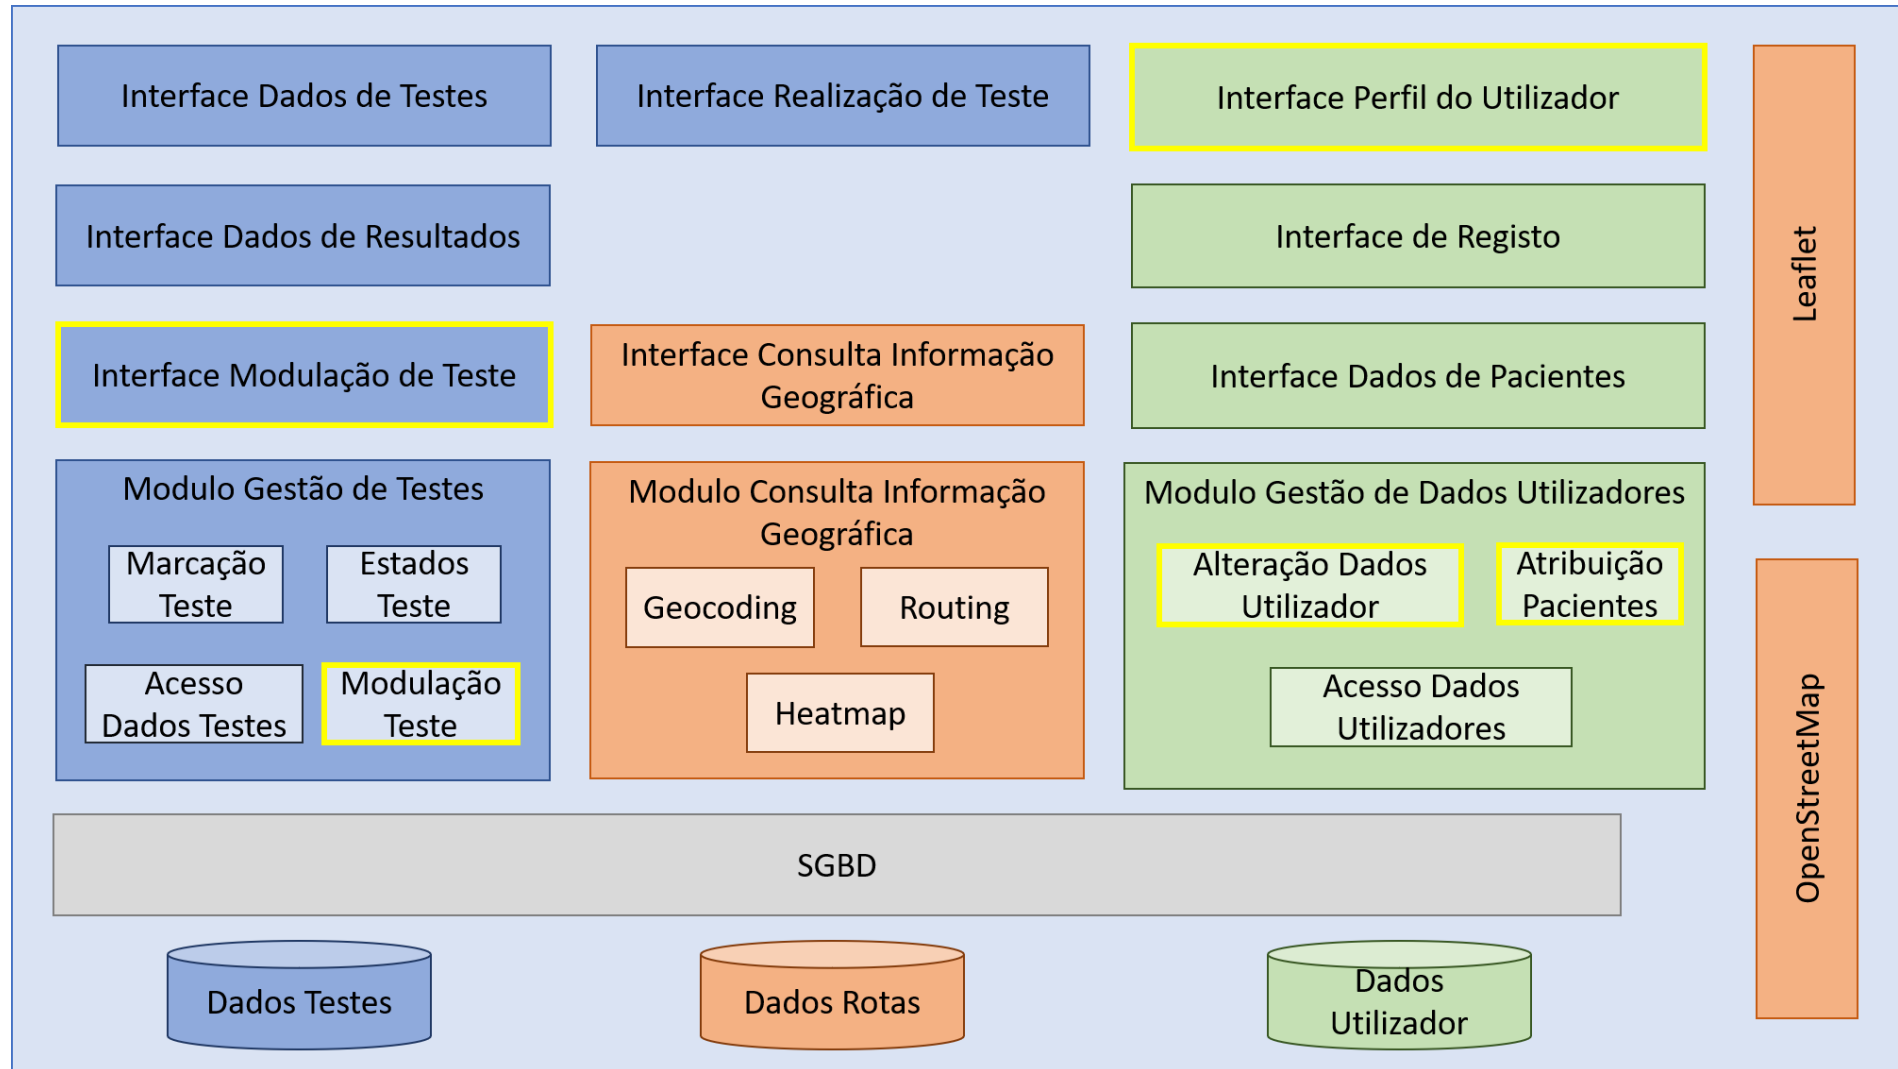 Interface Dados de Testes
Interface Realização de Teste
Interface Perfil do Utilizador
Interface Dados de Resultados
Interface de Registo
Leaflet
Interface Modulação de Teste
Interface Consulta Informação
Geográfica
Interface Dados de Pacientes
Modulo Gestão de Testes
Marcação
Teste
Estados
Teste
Acesso
Dados Testes
Modulação
Teste
Modulo Consulta Informação
Geográfica
Geocoding
Routing
Heatmap
Modulo Gestão de Dados Utilizadores
Alteração Dados
Utilizador
Atribuição
Pacientes
Acesso Dados
Utilizadores
OpenStreetMap
SGBD
Dados Testes
Dados Rotas
Dados
Utilizador